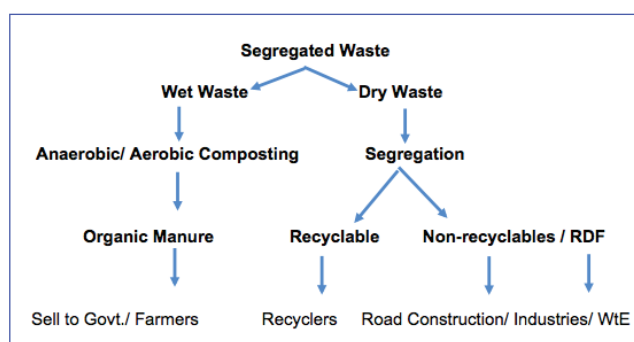 Segregated Waste
Wet Waste Dry Waste
Anaerobic/ Aerobic Composting Segregation
Organic Manure Recyclable Non-recyclables / RDF
Sell to Govt./ Farmers Recyclers Road Construction/ Industries/ WtE